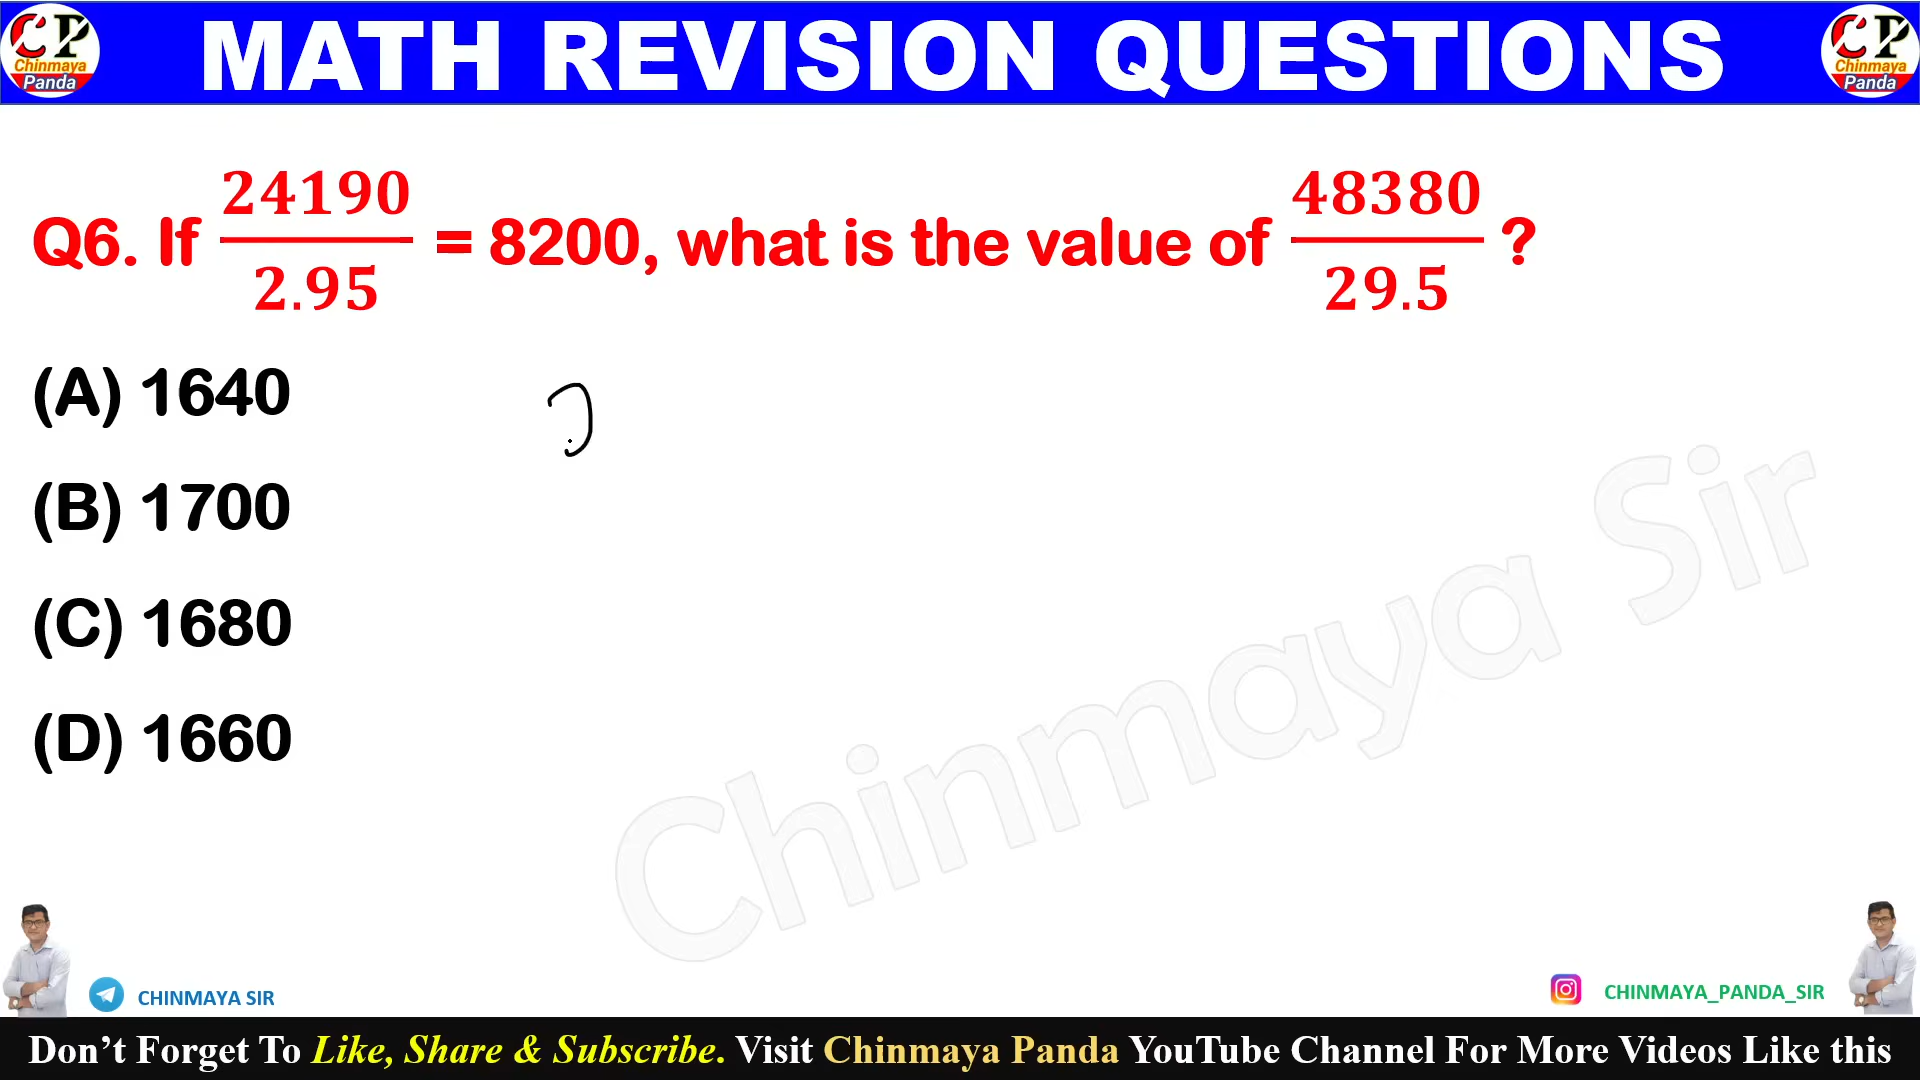 CP MATH REVISION QUESTIONS CP
Chinmaya Chinmaya
Panda Panda
Q6. If 24190/2.95 = 8200, what is the value of 48380/29.5 ?
(A) 1640
(B) 1700
(C) 1680
(D) 1660
Chinmaya Sir
CHINMAYA SIR
CHINMAYA_PANDA_SIR
Don’t Forget To Like, Share & Subscribe. Visit Chinmaya Panda YouTube Channel For More Videos Like this